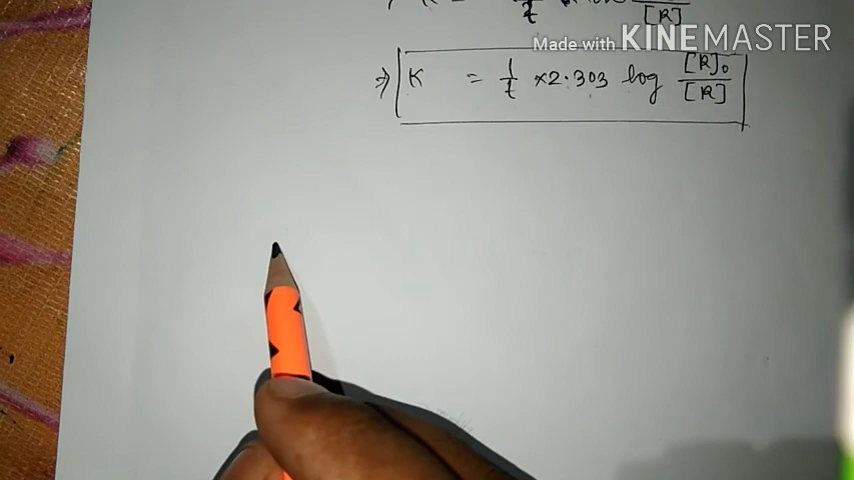 [R]
Made with KINEMASTER
⇒ K = 1/t × 2.303 log [R]₀/[R]